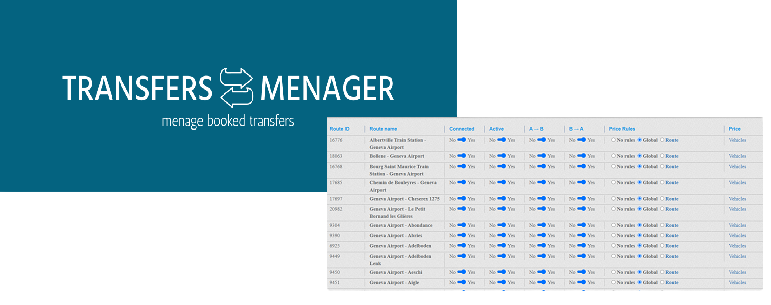 TRANSFERS MENAGER
menage booked transfers
Route ID Route name Connected Active A — B B — A Price Rules Price
16776 Albertville Train Station - No Yes No Yes No Yes No Yes No rules Global Route Vehicles
Geneva Airport
18063 Bellene - Geneva Airport No Yes No Yes No Yes No Yes No rules Global Route Vehicles
16768 Bourg Saint Maurice Train No Yes No Yes No Yes No Yes No rules Global Route Vehicles
Station - Geneva Airport
17685 Chemin de Bouleyres - Geneva No Yes No Yes No Yes No Yes No rules Global Route Vehicles
Airport
17697 Geneva Airport - Cheserex 1275 No Yes No Yes No Yes No Yes No rules Global Route Vehicles
20982 Geneva Airport - Le Petit No Yes No Yes No Yes No Yes No rules Global Route Vehicles
Bornand les Glières
9384 Geneva Airport - Abondance No Yes No Yes No Yes No Yes No rules Global Route Vehicles
9390 Geneva Airport - Abries No Yes No Yes No Yes No Yes No rules Global Route Vehicles
6923 Geneva Airport - Adelboden No Yes No Yes No Yes No Yes No rules Global Route Vehicles
9449 Geneva Airport - Adelboden No Yes No Yes No Yes No Yes No rules Global Route Vehicles
Lenk
9450 Geneva Airport - Aeschi No Yes No Yes No Yes No Yes No rules Global Route Vehicles
9451 Geneva Airport - Aigle No Yes No Yes No Yes No Yes No rules Global Route Vehicles